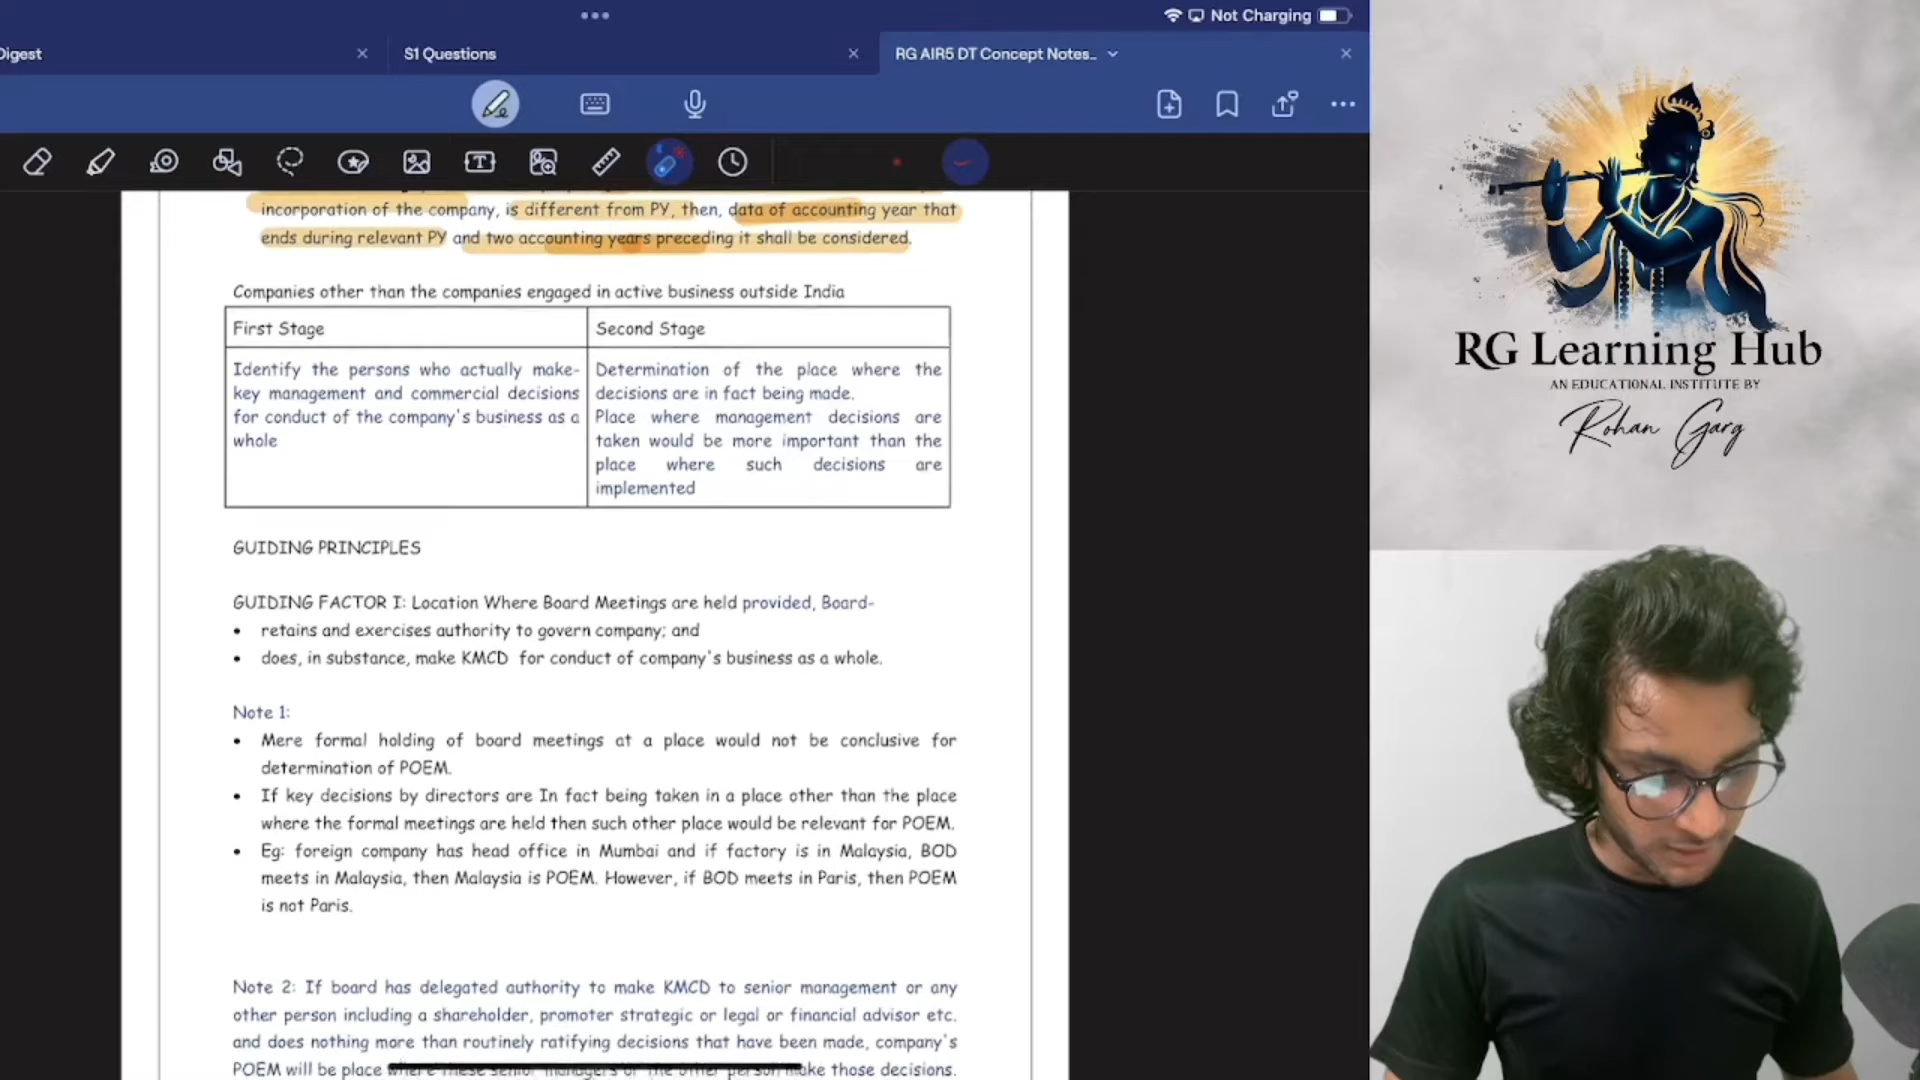 Not Charging
Digest
S1 Questions
RG AIR5 DT Concept Notes..
incorporation of the company, is different from PY, then, data of accounting year that
ends during relevant PY and two accounting years preceding it shall be considered.
Companies other than the companies engaged in active business outside India
First Stage
Second Stage
Identify the persons who actually make-
key management and commercial decisions
for conduct of the company's business as a
whole
Determination of the place where the
decisions are in fact being made.
Place where management decisions are
taken would be more important than the
place where such decisions are
implemented
GUIDING PRINCIPLES
GUIDING FACTOR I: Location Where Board Meetings are held provided, Board-
• retains and exercises authority to govern company; and
• does, in substance, make KMCD for conduct of company's business as a whole.
Note 1:
• Mere formal holding of board meetings at a place would not be conclusive for
determination of POEM.
• If key decisions by directors are In fact being taken in a place other than the place
where the formal meetings are held then such other place would be relevant for POEM.
• Eg: foreign company has head office in Mumbai and if factory is in Malaysia, BOD
meets in Malaysia, then Malaysia is POEM. However, if BOD meets in Paris, then POEM
is not Paris.
Note 2: If board has delegated authority to make KMCD to senior management or any
other person including a shareholder, promoter strategic or legal or financial advisor etc.
and does nothing more than routinely ratifying decisions that have been made, company's
POEM will be place where these senior managers or the other person make those decisions.
RG Learning Hub
AN EDUCATIONAL INSTITUTE BY
Rohan Garg